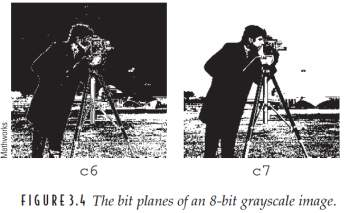 Mathworks
c6
c7
FIGURE 3.4 The bit planes of an 8-bit grayscale image.